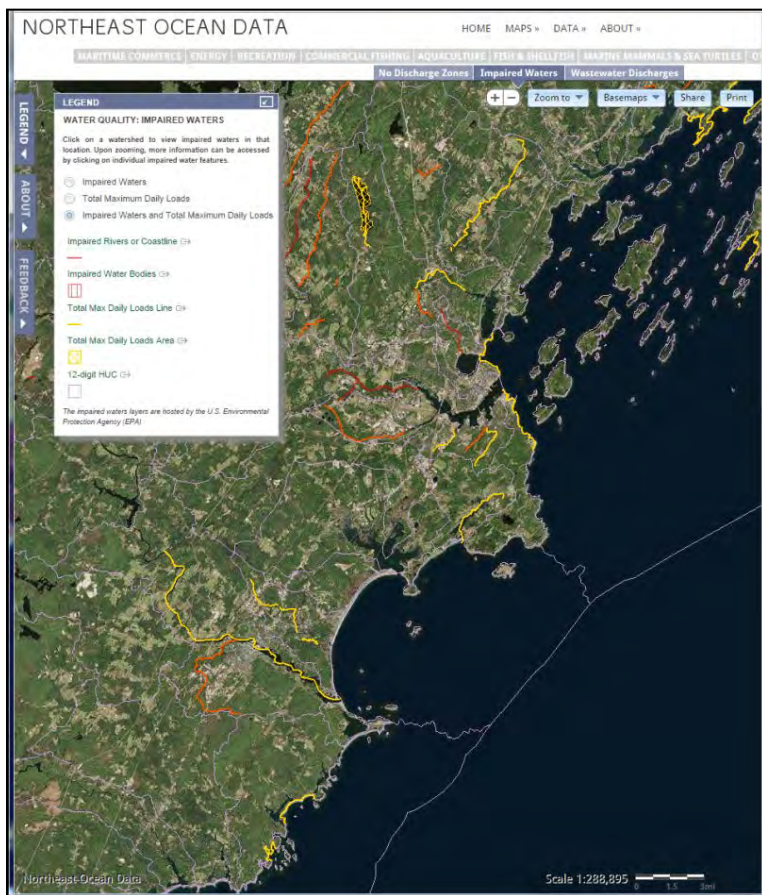 NORTHEAST OCEAN DATA
HOME MAPS » DATA » ABOUT »
MARITIME COMMERCE ENERGY RECREATION COMMERCIAL FISHING AQUACULTURE FISH & SHELLFISH MARINE MAMMALS & SEA TURTLES
No Discharge Zones Impaired Waters Wastewater Discharges
+ − Zoom to Basemaps Share Print
LEGEND
ABOUT
FEEDBACK
LEGEND
WATER QUALITY: IMPAIRED WATERS
Click on a watershed to view impaired waters in that
location. Upon zooming, more information can be accessed
by clicking on individual impaired water features.
Impaired Waters
Total Maximum Daily Loads
Impaired Waters and Total Maximum Daily Loads
Impaired Rivers or Coastline
Impaired Water Bodies
Total Max Daily Loads Line
Total Max Daily Loads Area
12-digit HUC
The impaired waters layers are hosted by the U.S. Environmental
Protection Agency (EPA)
Northeast Ocean Data
Scale 1:288,895
0 1.5 3mi